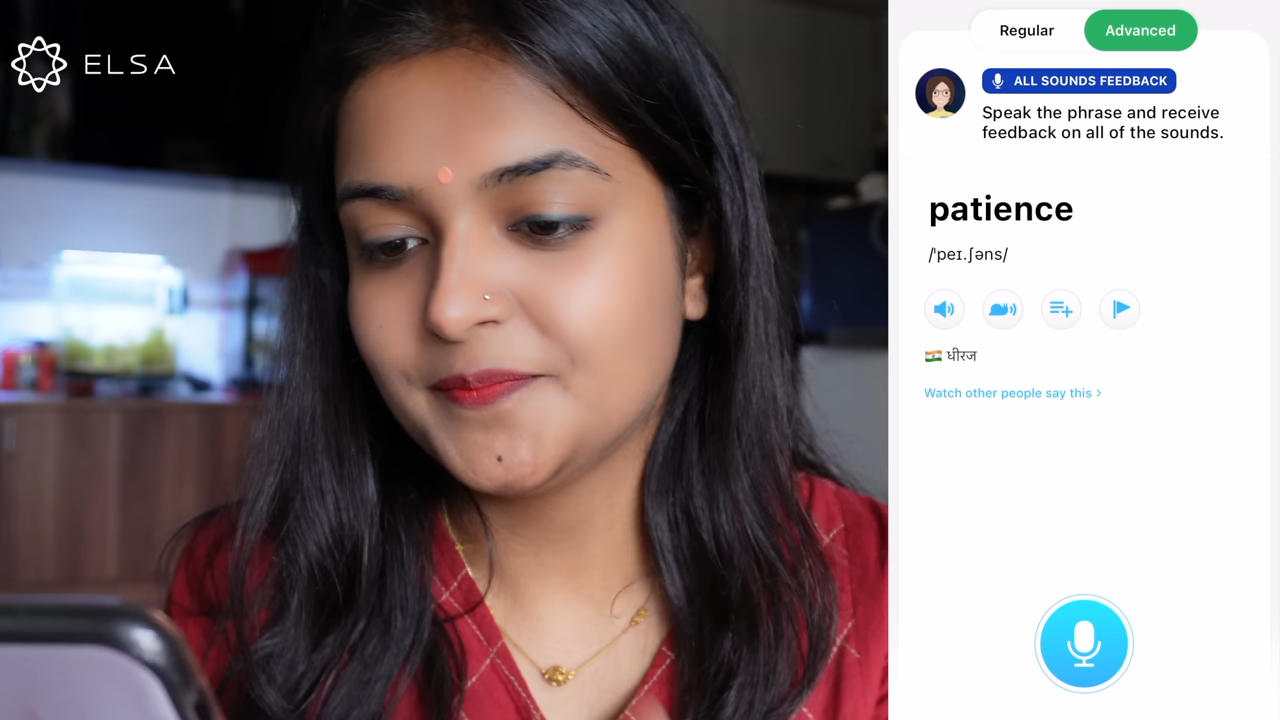 ELSA
Regular
Advanced
ALL SOUNDS FEEDBACK
Speak the phrase and receive
feedback on all of the sounds.
patience
/ˈpeɪ.ʃəns/
धीरज
Watch other people say this >